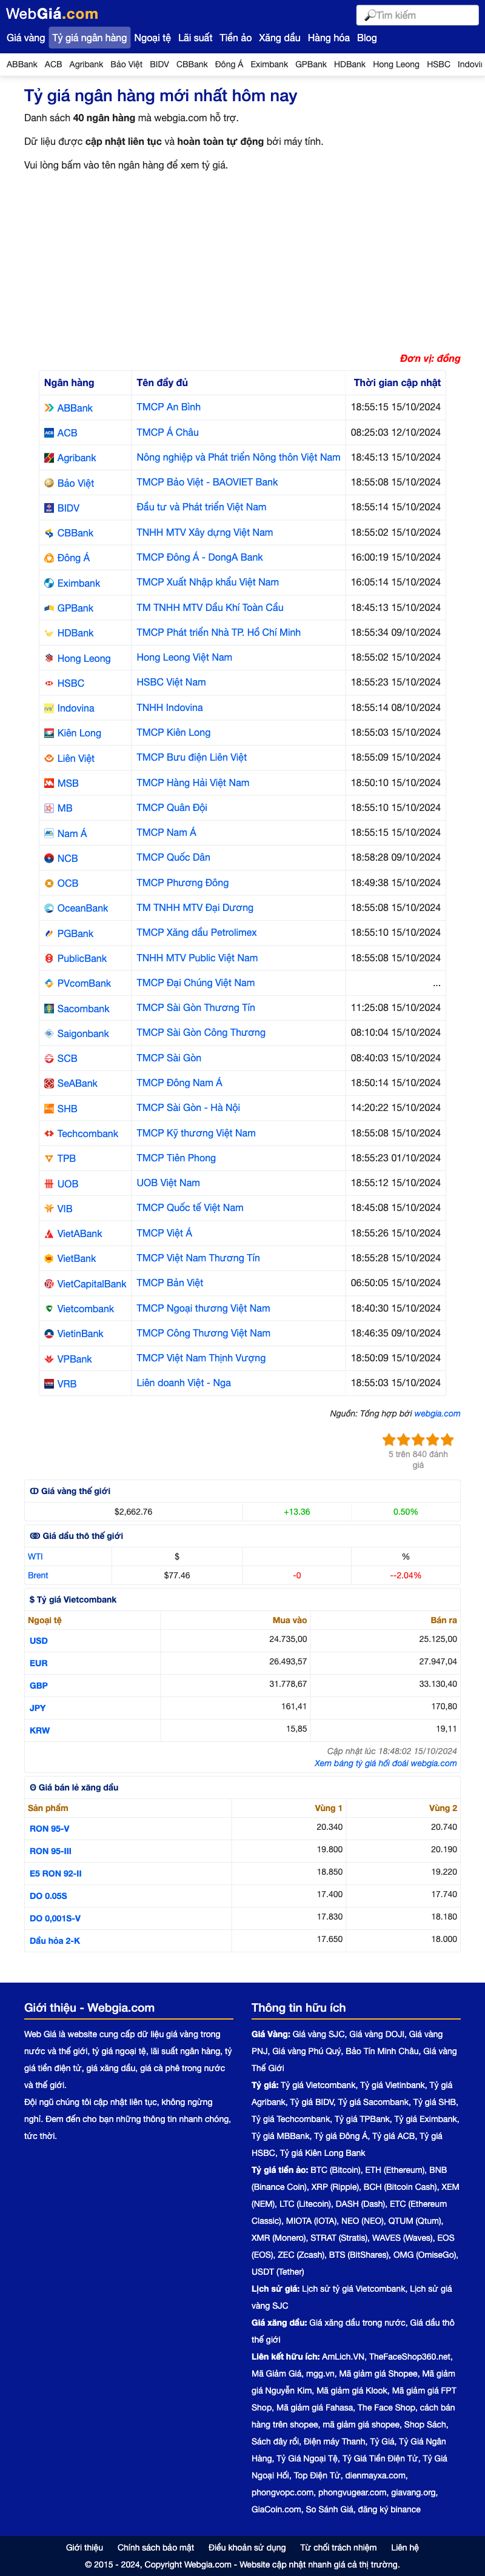 WebGiá.com
Tìm kiếm
Giá vàng Tỷ giá ngân hàng Ngoại tệ Lãi suất Tiền ảo Xăng dầu Hàng hóa Blog
ABBank ACB Agribank Bảo Việt BIDV CBBank Đông Á Eximbank GPBank HDBank Hong Leong HSBC Indovin
Tỷ giá ngân hàng mới nhất hôm nay
Danh sách 40 ngân hàng mà webgia.com hỗ trợ.
Dữ liệu được cập nhật liên tục và hoàn toàn tự động bởi máy tính.
Vui lòng bấm vào tên ngân hàng để xem tỷ giá.
Đơn vị: đồng
Ngân hàng Tên đầy đủ Thời gian cập nhật
ABBank TMCP An Bình 18:55:15 15/10/2024
ACB TMCP Á Châu 08:25:03 12/10/2024
Agribank Nông nghiệp và Phát triển Nông thôn Việt Nam 18:45:13 15/10/2024
Bảo Việt TMCP Bảo Việt - BAOVIET Bank 18:55:08 15/10/2024
BIDV Đầu tư và Phát triển Việt Nam 18:55:14 15/10/2024
CBBank TNHH MTV Xây dựng Việt Nam 18:55:02 15/10/2024
Đông Á TMCP Đông Á - DongA Bank 16:00:19 15/10/2024
Eximbank TMCP Xuất Nhập khẩu Việt Nam 16:05:14 15/10/2024
GPBank TM TNHH MTV Dầu Khí Toàn Cầu 18:45:13 15/10/2024
HDBank TMCP Phát triển Nhà TP. Hồ Chí Minh 18:55:34 09/10/2024
Hong Leong Hong Leong Việt Nam 18:55:02 15/10/2024
HSBC HSBC Việt Nam 18:55:23 15/10/2024
Indovina TNHH Indovina 18:55:14 08/10/2024
Kiên Long TMCP Kiên Long 18:55:03 15/10/2024
Liên Việt TMCP Bưu điện Liên Việt 18:55:09 15/10/2024
MSB TMCP Hàng Hải Việt Nam 18:50:10 15/10/2024
MB TMCP Quân Đội 18:55:10 15/10/2024
Nam Á TMCP Nam Á 18:55:15 15/10/2024
NCB TMCP Quốc Dân 18:58:28 09/10/2024
OCB TMCP Phương Đông 18:49:38 15/10/2024
OceanBank TM TNHH MTV Đại Dương 18:55:08 15/10/2024
PGBank TMCP Xăng dầu Petrolimex 18:55:10 15/10/2024
PublicBank TNHH MTV Public Việt Nam 18:55:08 15/10/2024
PVcomBank TMCP Đại Chúng Việt Nam ...
Sacombank TMCP Sài Gòn Thương Tín 11:25:08 15/10/2024
Saigonbank TMCP Sài Gòn Công Thương 08:10:04 15/10/2024
SCB TMCP Sài Gòn 08:40:03 15/10/2024
SeABank TMCP Đông Nam Á 18:50:14 15/10/2024
SHB TMCP Sài Gòn - Hà Nội 14:20:22 15/10/2024
Techcombank TMCP Kỹ thương Việt Nam 18:55:08 15/10/2024
TPB TMCP Tiên Phong 18:55:23 01/10/2024
UOB UOB Việt Nam 18:55:12 15/10/2024
VIB TMCP Quốc tế Việt Nam 18:45:08 15/10/2024
VietABank TMCP Việt Á 18:55:26 15/10/2024
VietBank TMCP Việt Nam Thương Tín 18:55:28 15/10/2024
VietCapitalBank TMCP Bản Việt 06:50:05 15/10/2024
Vietcombank TMCP Ngoại thương Việt Nam 18:40:30 15/10/2024
VietinBank TMCP Công Thương Việt Nam 18:46:35 09/10/2024
VPBank TMCP Việt Nam Thịnh Vượng 18:50:09 15/10/2024
VRB Liên doanh Việt - Nga 18:55:03 15/10/2024
Nguồn: Tổng hợp bởi webgia.com
5 trên 840 đánh
giá
Giá vàng thế giới
$2,662.76 +13.36 0.50%
Giá dầu thô thế giới
WTI $ %
Brent $77.46 -0 --2.04%
$ Tỷ giá Vietcombank
Ngoại tệ Mua vào Bán ra
USD 24.735,00 25.125,00
EUR 26.493,57 27.947,04
GBP 31.778,67 33.130,40
JPY 161,41 170,80
KRW 15,85 19,11
Cập nhật lúc 18:48:02 15/10/2024
Xem bảng tỷ giá hối đoái webgia.com
Giá bán lẻ xăng dầu
Sản phẩm Vùng 1 Vùng 2
RON 95-V 20.340 20.740
RON 95-III 19.800 20.190
E5 RON 92-II 18.850 19.220
DO 0.05S 17.400 17.740
DO 0,001S-V 17.830 18.180
Dầu hỏa 2-K 17.650 18.000
Giới thiệu - Webgia.com
Web Giá là website cung cấp dữ liệu giá vàng trong
nước và thế giới, tỷ giá ngoại tệ, lãi suất ngân hàng, tỷ
giá tiền điện tử, giá xăng dầu, giá cà phê trong nước
và thế giới.
Đội ngũ chúng tôi cập nhật liên tục, không ngừng
nghỉ. Đem đến cho bạn những thông tin nhanh chóng,
tức thời.
Thông tin hữu ích
Giá Vàng: Giá vàng SJC, Giá vàng DOJI, Giá vàng
PNJ, Giá vàng Phú Quý, Bảo Tín Minh Châu, Giá vàng
Thế Giới
Tỷ giá: Tỷ giá Vietcombank, Tỷ giá Vietinbank, Tỷ giá
Agribank, Tỷ giá BIDV, Tỷ giá Sacombank, Tỷ giá SHB,
Tỷ giá Techcombank, Tỷ giá TPBank, Tỷ giá Eximbank,
Tỷ giá MBBank, Tỷ giá Đông Á, Tỷ giá ACB, Tỷ giá
HSBC, Tỷ giá Kiên Long Bank
Tỷ giá tiền ảo: BTC (Bitcoin), ETH (Ethereum), BNB
(Binance Coin), XRP (Ripple), BCH (Bitcoin Cash), XEM
(NEM), LTC (Litecoin), DASH (Dash), ETC (Ethereum
Classic), MIOTA (IOTA), NEO (NEO), QTUM (Qtum),
XMR (Monero), STRAT (Stratis), WAVES (Waves), EOS
(EOS), ZEC (Zcash), BTS (BitShares), OMG (OmiseGo),
USDT (Tether)
Lịch sử giá: Lịch sử tỷ giá Vietcombank, Lịch sử giá
vàng SJC
Giá xăng dầu: Giá xăng dầu trong nước, Giá dầu thô
thế giới
Liên kết hữu ích: AmLich.VN, TheFaceShop360.net,
Mã Giảm Giá, mgg.vn, Mã giảm giá Shopee, Mã giảm
giá Nguyễn Kim, Mã giảm giá Klook, Mã giảm giá FPT
Shop, Mã giảm giá Fahasa, The Face Shop, cách bán
hàng trên shopee, mã giảm giá shopee, Shop Sách,
Sách đây rồi, Điện máy Thanh, Tỷ Giá, Tỷ Giá Ngân
Hàng, Tỷ Giá Ngoại Tệ, Tỷ Giá Tiền Điện Tử, Tỷ Giá
Ngoại Hối, Top Điện Tử, dienmayxa.com,
phongvopc.com, phongvugear.com, giavang.org,
GiaCoin.com, So Sánh Giá, đăng ký binance
Giới thiệu Chính sách bảo mật Điều khoản sử dụng Từ chối trách nhiệm Liên hệ
© 2015 - 2024, Copyright Webgia.com - Website cập nhật nhanh giá cả thị trường.